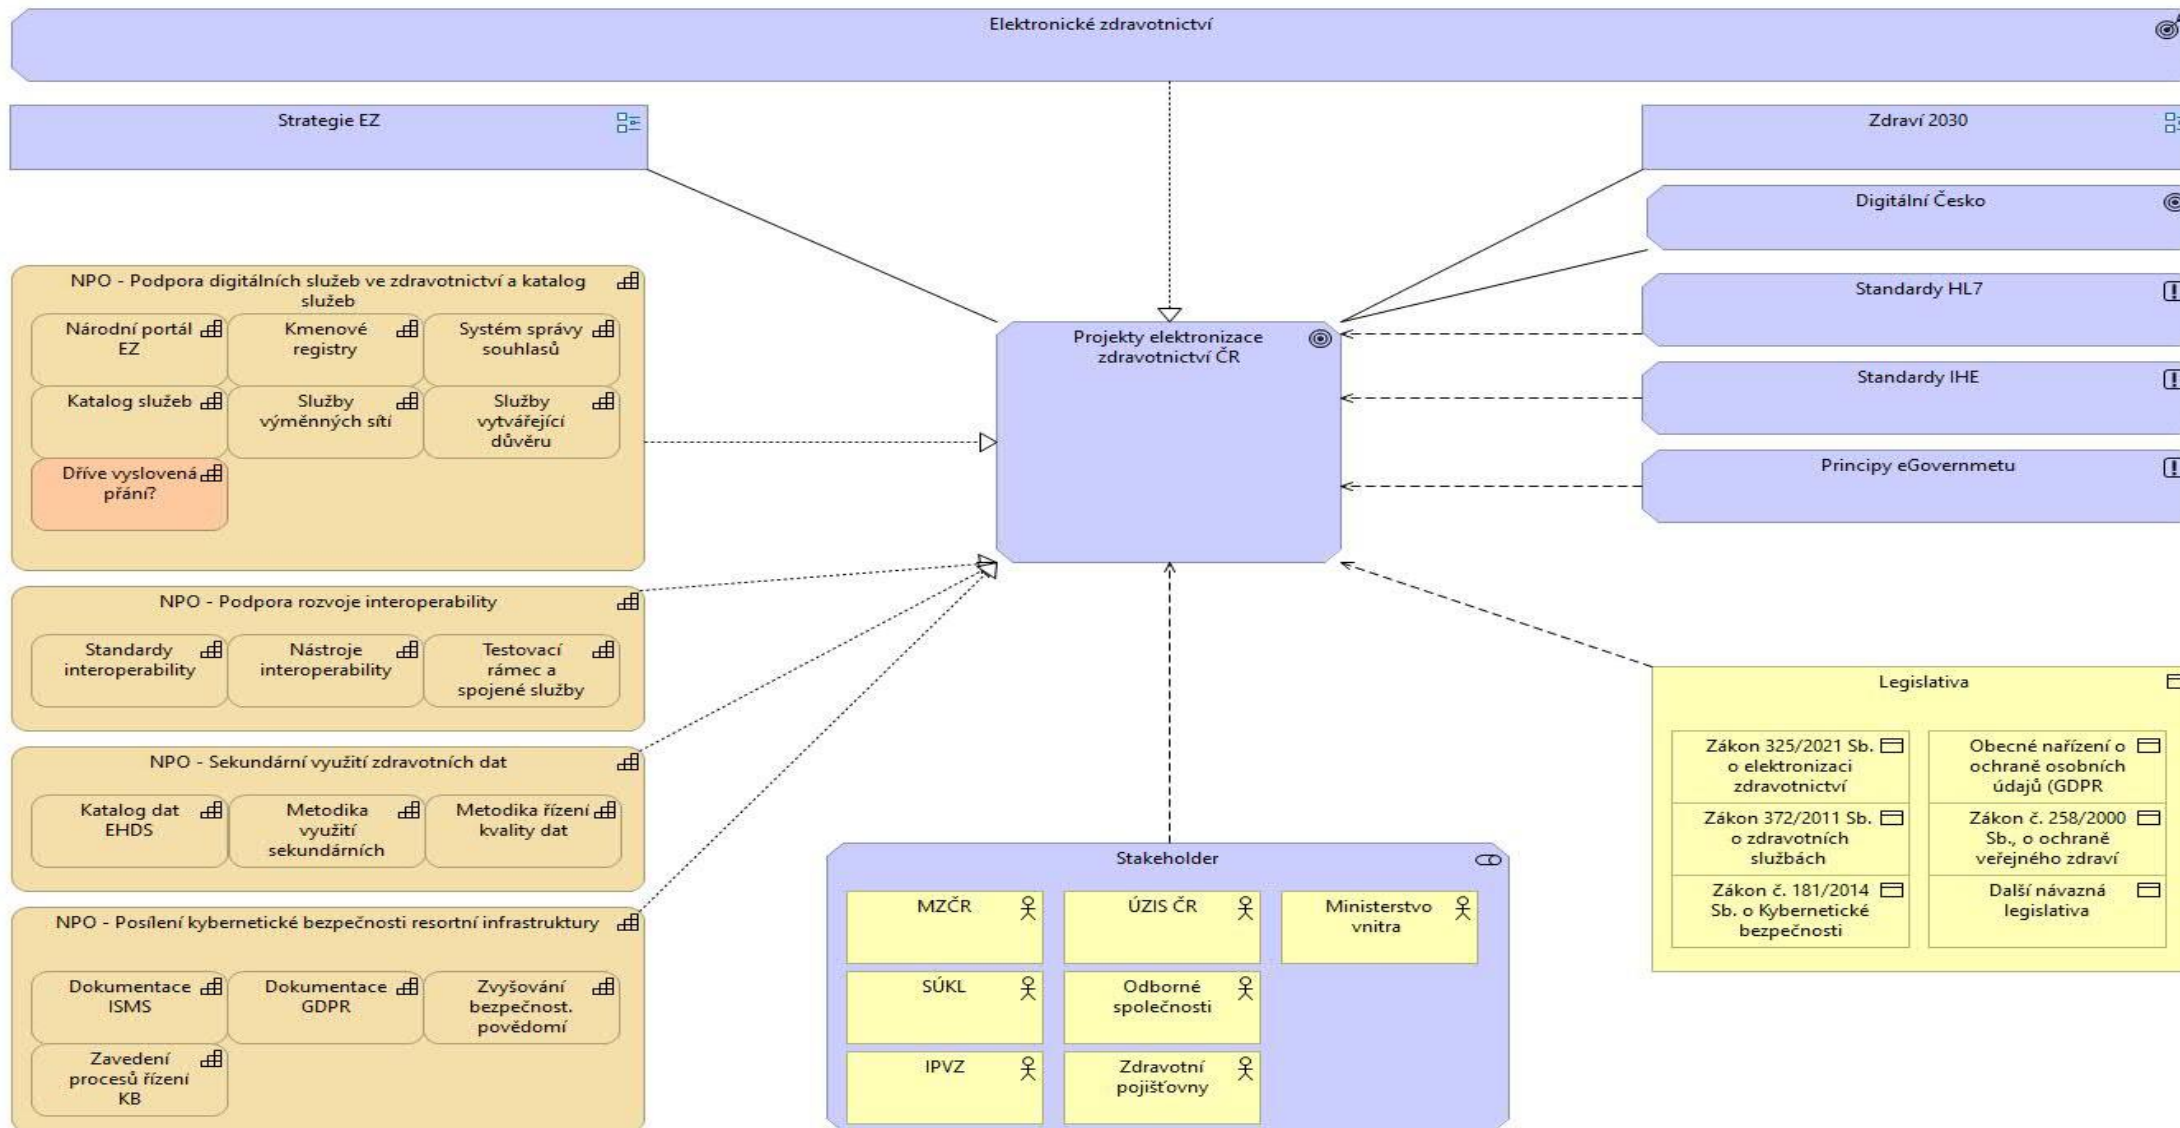 Elektronické zdravotnictví
Strategie EZ
Zdraví 2030
Digitální Česko
Standardy HL7
Standardy IHE
Principy eGovernmetu
NPO - Podpora digitálních služeb ve zdravotnictví a katalog
služeb
Národní portál
EZ
Kmenové
registry
Systém správy
souhlasů
Katalog služeb
Služby
výměnných sítí
Služby
vytvářející
důvěru
Dříve vyslovená
přání?
Projekty elektronizace
zdravotnictví ČR
NPO - Podpora rozvoje interoperability
Standardy
interoperability
Nástroje
interoperability
Testovací
rámec a
spojené služby
NPO - Sekundární využití zdravotních dat
Katalog dat
EHDS
Metodika
využití
sekundárních
Metodika řízení
kvality dat
NPO - Posílení kybernetické bezpečnosti resortní infrastruktury
Dokumentace
ISMS
Dokumentace
GDPR
Zvyšování
bezpečnost.
povědomí
Zavedení
procesů řízení
KB
Stakeholder
MZČR
ÚZIS ČR
Ministerstvo
vnitra
SÚKL
Odborné
společnosti
IPVZ
Zdravotní
pojišťovny
Legislativa
Zákon 325/2021 Sb.
o elektronizaci
zdravotnictví
Obecné nařízení o
ochraně osobních
údajů (GDPR
Zákon 372/2011 Sb.
o zdravotních
službách
Zákon č. 258/2000
Sb., o ochraně
veřejného zdraví
Zákon č. 181/2014
Sb. o Kybernetické
bezpečnosti
Další návazná
legislativa